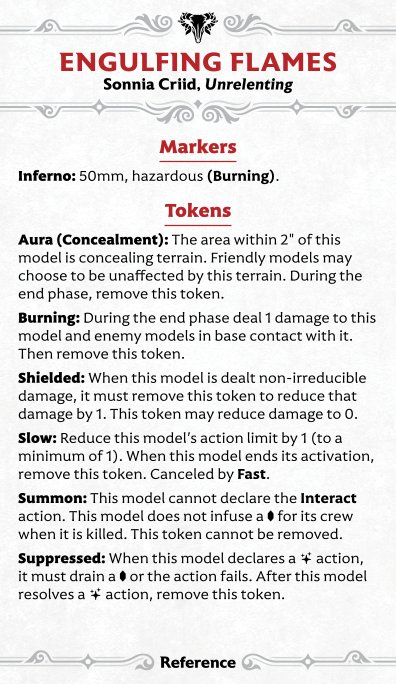 ENGULFING FLAMES
Sonnia Criid, Unrelenting
Markers
Inferno: 50mm, hazardous (Burning).
Tokens
Aura (Concealment): The area within 2" of this
model is concealing terrain. Friendly models may
choose to be unaffected by this terrain. During the
end phase, remove this token.
Burning: During the end phase deal 1 damage to this
model and enemy models in base contact with it.
Then remove this token.
Shielded: When this model is dealt non-irreducible
damage, it must remove this token to reduce that
damage by 1. This token may reduce damage to 0.
Slow: Reduce this model's action limit by 1 (to a
minimum of 1). When this model ends its activation,
remove this token. Canceled by Fast.
Summon: This model cannot declare the Interact
action. This model does not infuse a for its crew
when it is killed. This token cannot be removed.
Suppressed: When this model declares a action,
it must drain a or the action fails. After this model
resolves a action, remove this token.
Reference